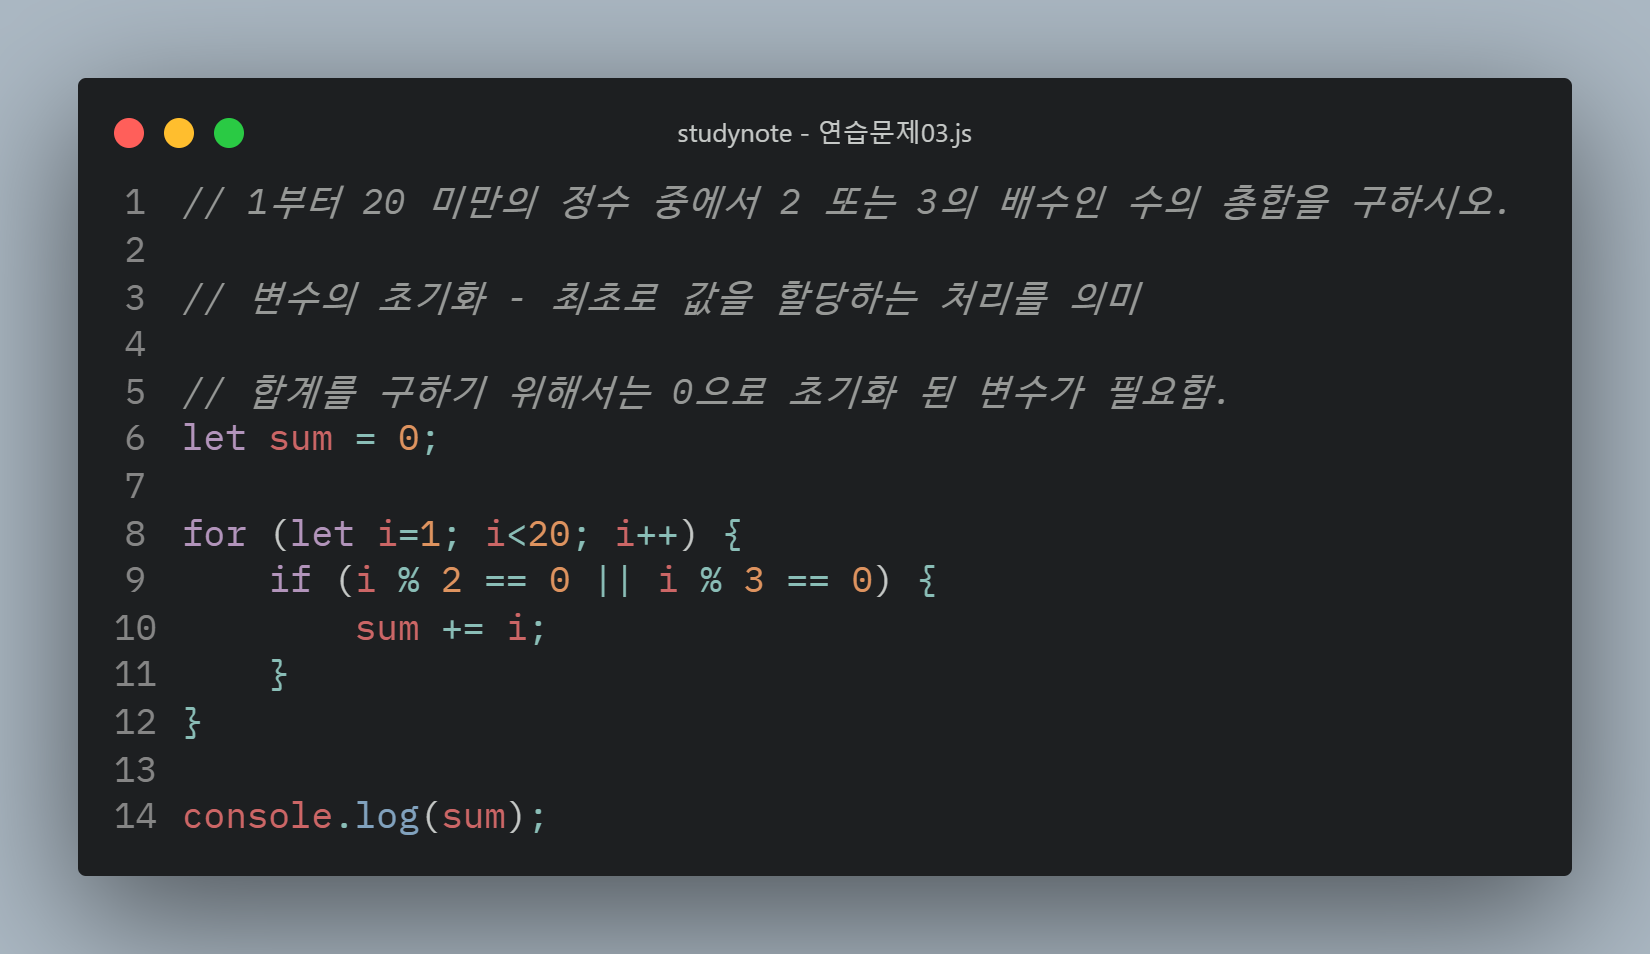 studynote - 연습문제03.js
1 // 1부터 20 미만의 정수 중에서 2 또는 3의 배수인 수의 총합을 구하시오.
2
3 // 변수의 초기화 - 최초로 값을 할당하는 처리를 의미
4
5 // 합계를 구하기 위해서는 0으로 초기화 된 변수가 필요함.
6 let sum = 0;
7
8 for (let i=1; i<20; i++) {
9     if (i % 2 == 0 || i % 3 == 0) {
10         sum += i;
11     }
12 }
13
14 console.log(sum);